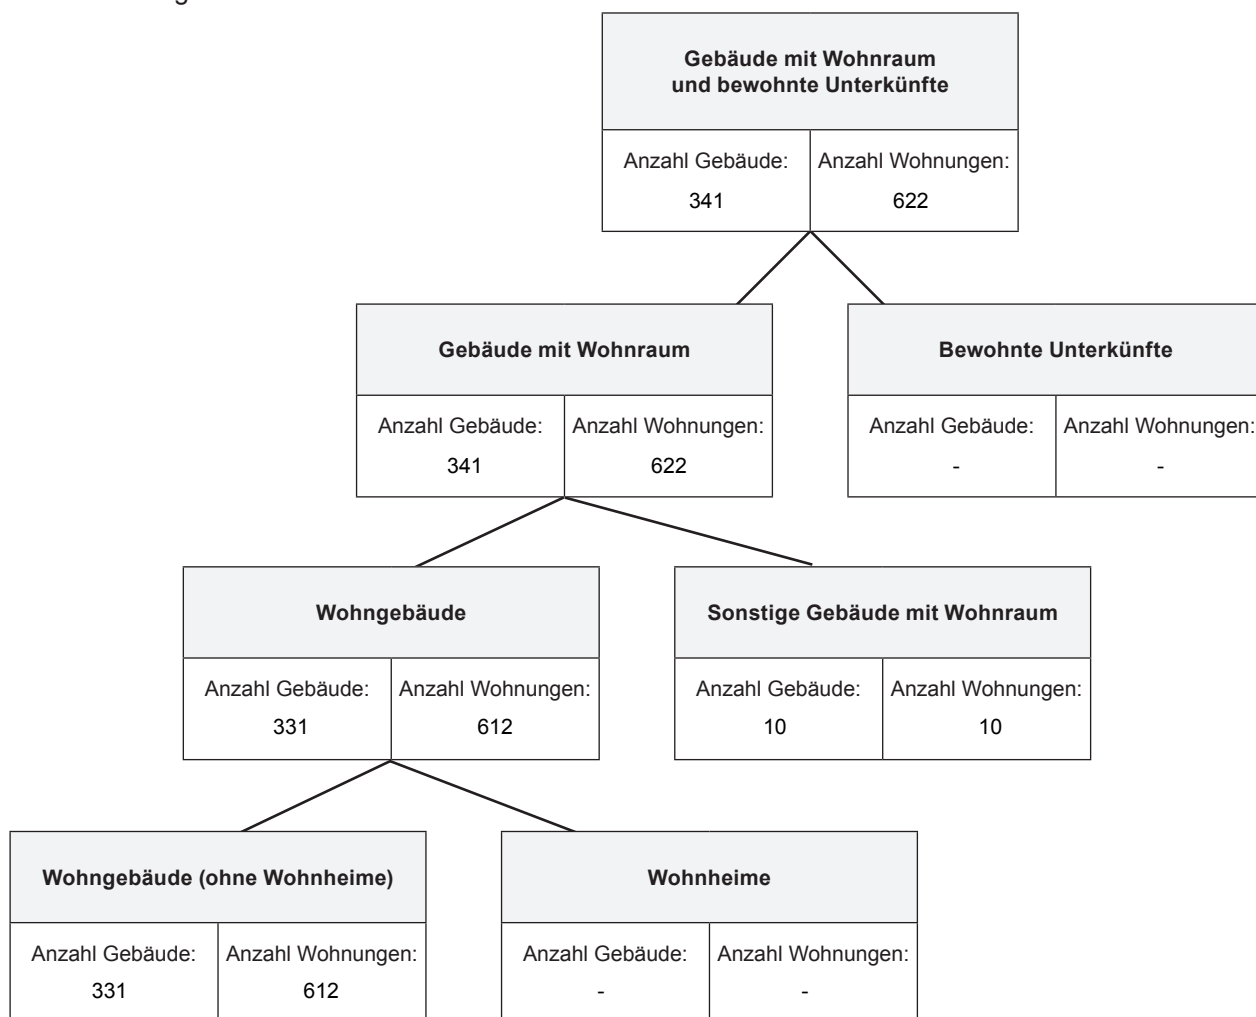 Gebäude mit Wohnraum
und bewohnte Unterkünfte
Anzahl Gebäude: Anzahl Wohnungen:
341 622
Gebäude mit Wohnraum
Anzahl Gebäude: Anzahl Wohnungen:
341 622
Bewohnte Unterkünfte
Anzahl Gebäude: Anzahl Wohnungen:
- -
Wohngebäude
Anzahl Gebäude: Anzahl Wohnungen:
331 612
Sonstige Gebäude mit Wohnraum
Anzahl Gebäude: Anzahl Wohnungen:
10 10
Wohngebäude (ohne Wohnheime)
Anzahl Gebäude: Anzahl Wohnungen:
331 612
Wohnheime
Anzahl Gebäude: Anzahl Wohnungen:
- -